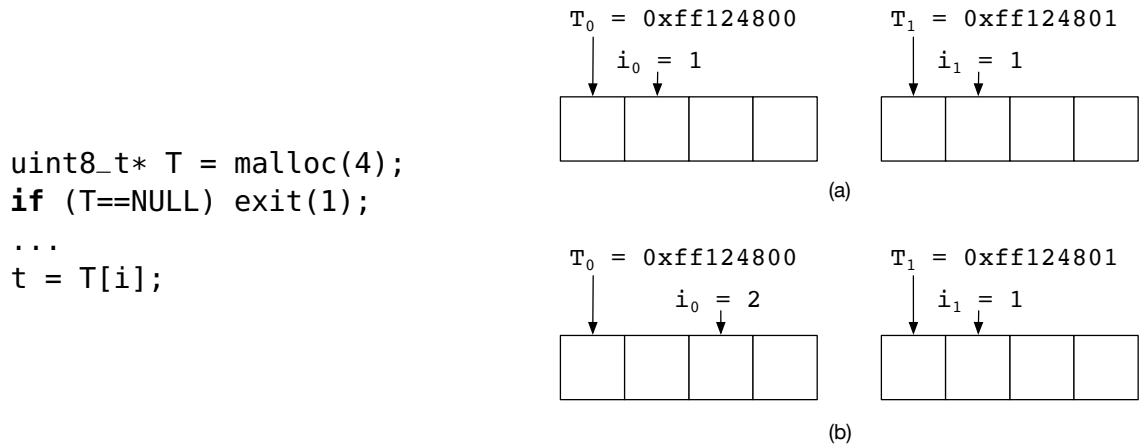 uint8_t* T = malloc(4);
if (T==NULL) exit(1);
...
t = T[i];
T₀ = 0xff124800
T₁ = 0xff124801
i₀ = 1
i₁ = 1
(a)
T₀ = 0xff124800
T₁ = 0xff124801
i₀ = 2
i₁ = 1
(b)